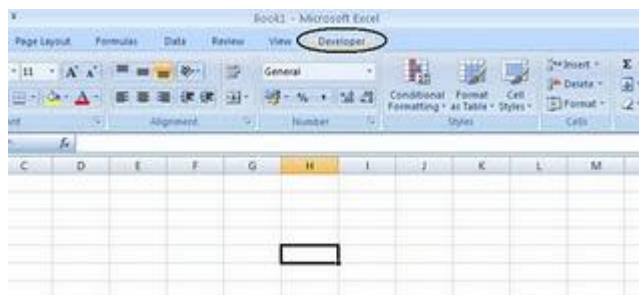 Book1 - Microsoft Excel
Page Layout Formulas Data Review View Developer
11 A A General Insert
% Conditional Format Cell Delete
Formatting as Table Styles Format
Alignment Number Styles Cells
fx
C D E F G H I J K L M